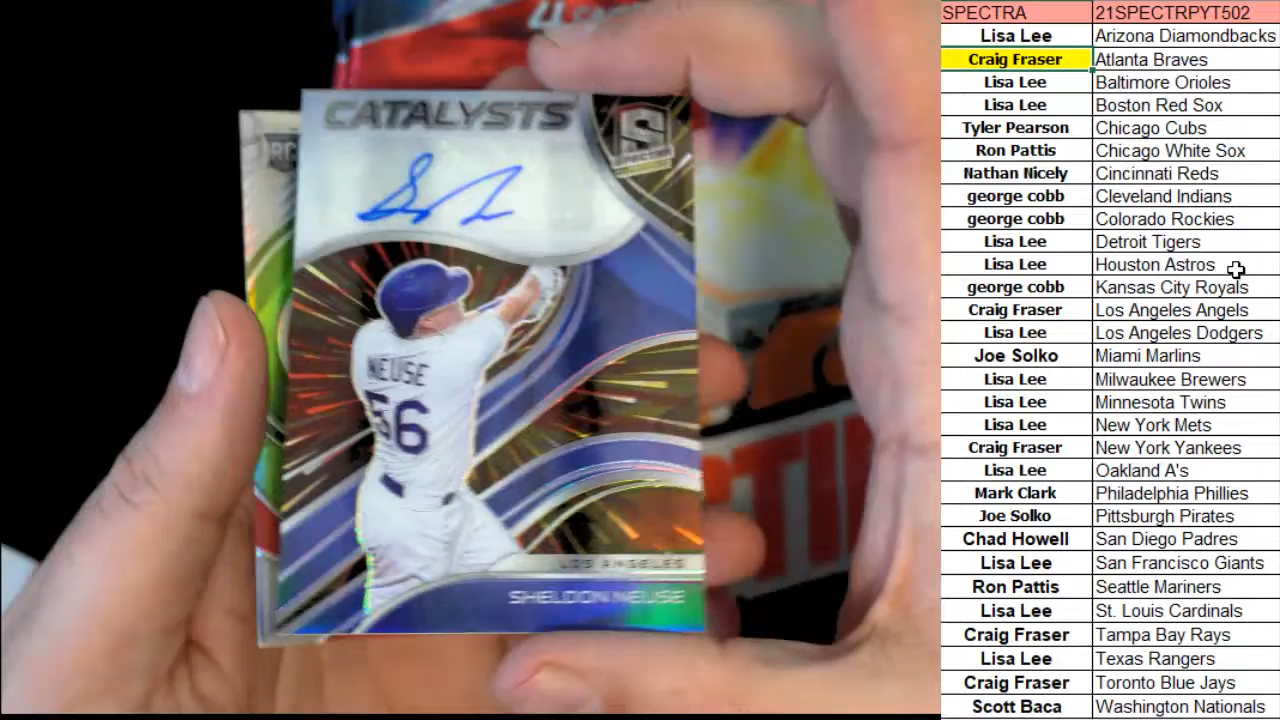 CATALYSTS
SPECTRA
NEUSE
56
LOS ANGELES
SHELDON NEUSE
SPECTRA 21SPECTRPYT502
Lisa Lee Arizona Diamondbacks
Craig Fraser Atlanta Braves
Lisa Lee Baltimore Orioles
Lisa Lee Boston Red Sox
Tyler Pearson Chicago Cubs
Ron Pattis Chicago White Sox
Nathan Nicely Cincinnati Reds
george cobb Cleveland Indians
george cobb Colorado Rockies
Lisa Lee Detroit Tigers
Lisa Lee Houston Astros
george cobb Kansas City Royals
Craig Fraser Los Angeles Angels
Lisa Lee Los Angeles Dodgers
Joe Solko Miami Marlins
Lisa Lee Milwaukee Brewers
Lisa Lee Minnesota Twins
Lisa Lee New York Mets
Craig Fraser New York Yankees
Lisa Lee Oakland A's
Mark Clark Philadelphia Phillies
Joe Solko Pittsburgh Pirates
Chad Howell San Diego Padres
Lisa Lee San Francisco Giants
Ron Pattis Seattle Mariners
Lisa Lee St. Louis Cardinals
Craig Fraser Tampa Bay Rays
Lisa Lee Texas Rangers
Craig Fraser Toronto Blue Jays
Scott Baca Washington Nationals